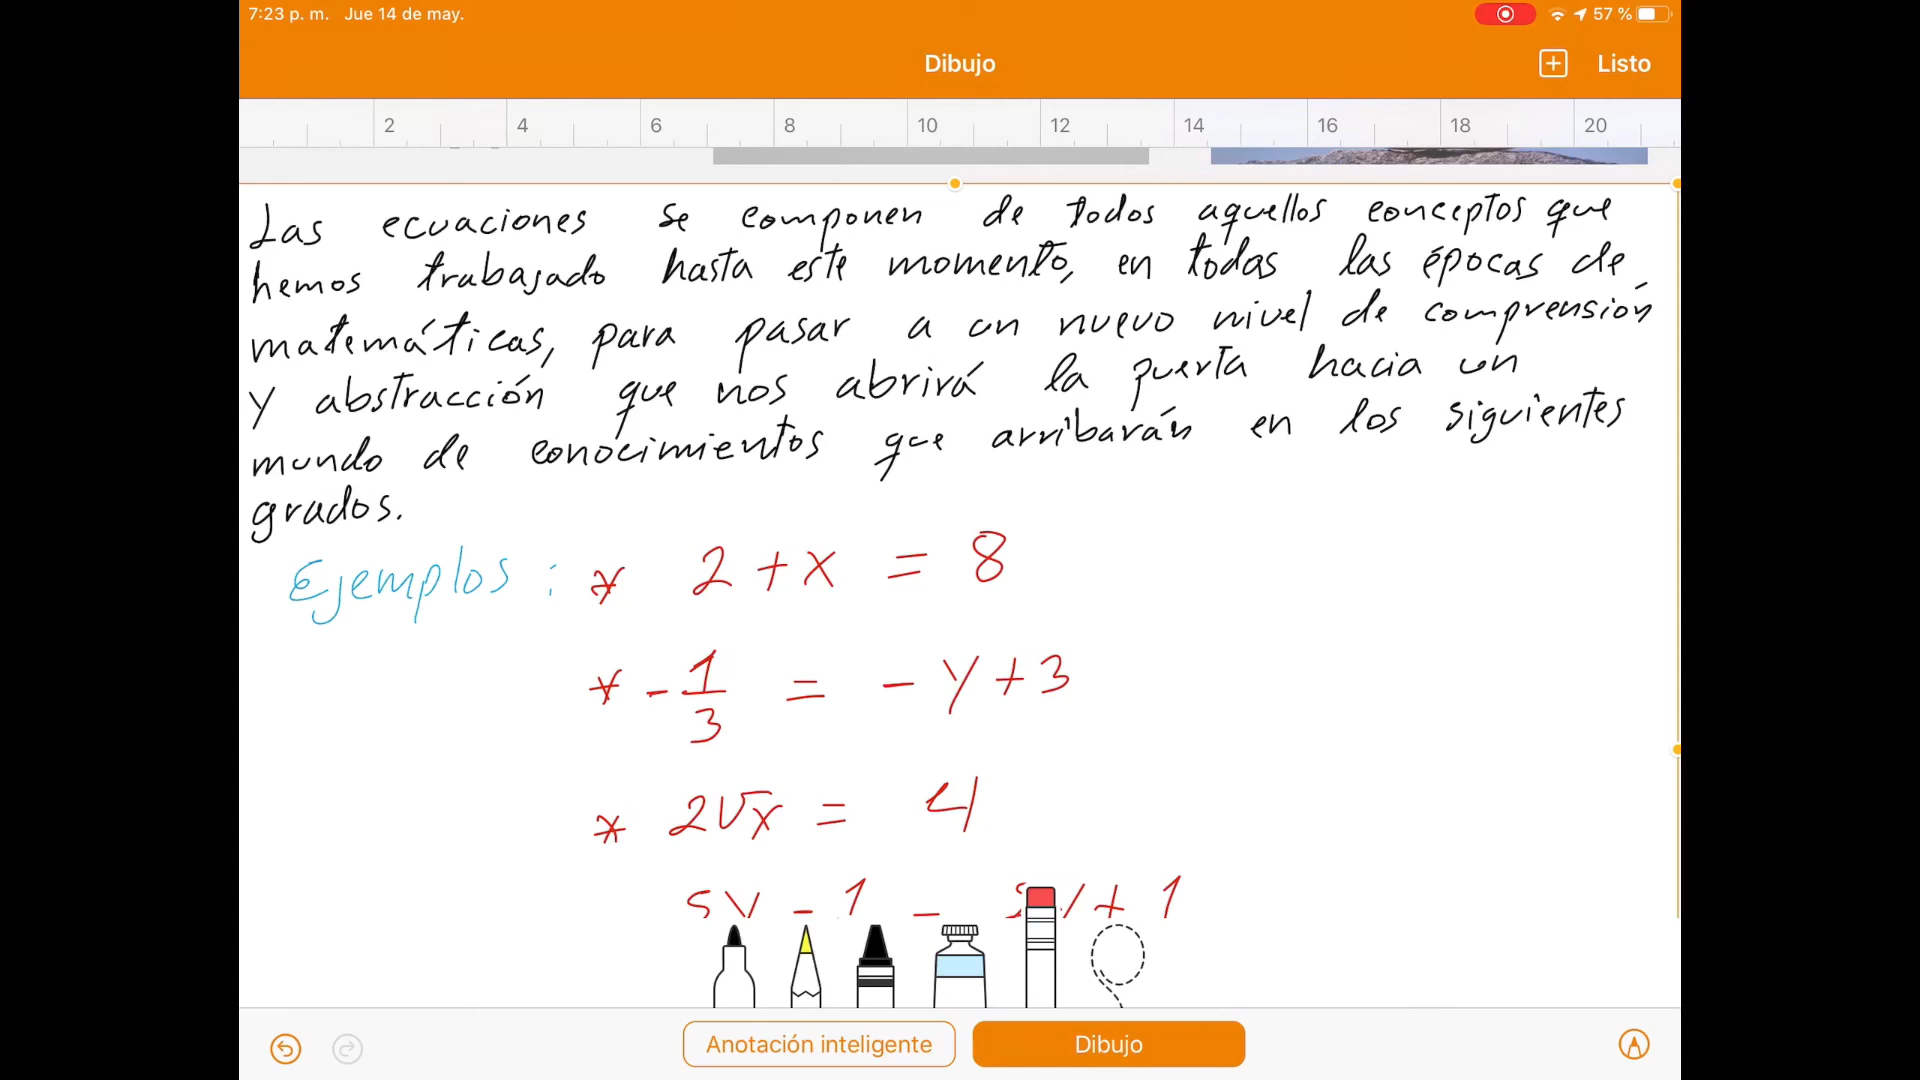 7:23 p. m. Jue 14 de may.
57 %
Dibujo
Listo
2 4 6 8 10 12 14 16 18 20
Las ecuaciones se componen de todos aquellos conceptos que
hemos trabajado hasta este momento, en todas las épocas de
matemáticas, para pasar a un nuevo nivel de comprensión
y abstracción que nos abrirá la puerta hacia un
mundo de conocimientos que arribarán en los siguientes
grados.
Ejemplos: * 2 + x = 8
* - 1/3 = - y + 3
* 2√x = 4
Anotación inteligente
Dibujo